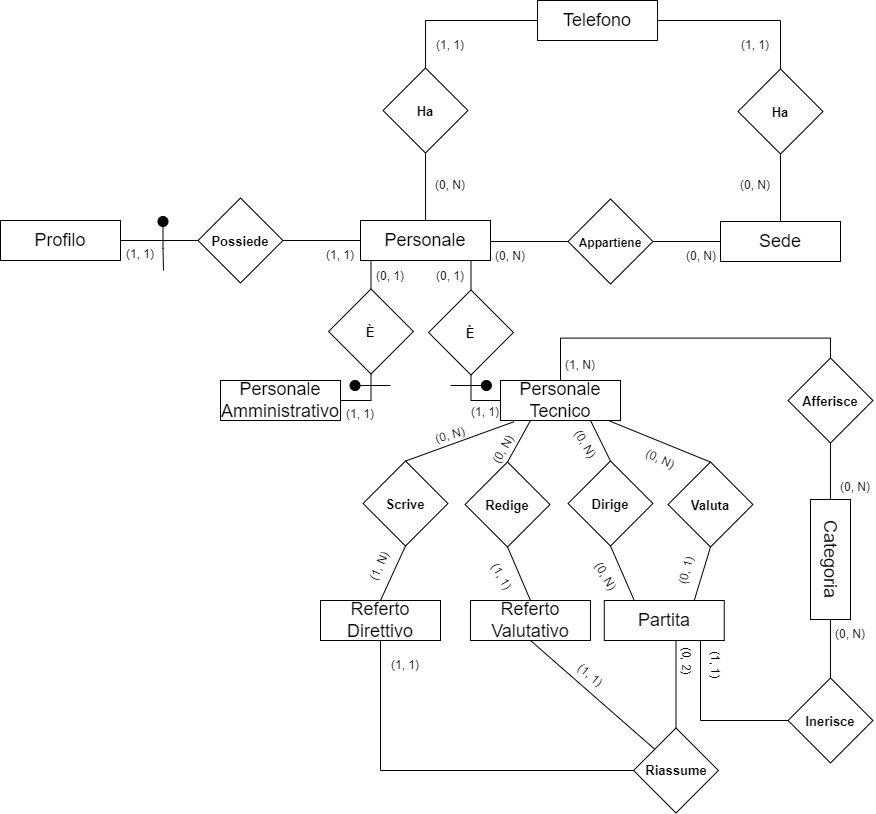 Telefono
(1, 1)
(1, 1)
Ha
Ha
(0, N)
(0, N)
Profilo
(1, 1)
Possiede
(1, 1)
Personale
(0, N)
Appartiene
(0, N)
Sede
(0, 1)
(0, 1)
È
È
Personale
Amministrativo
(1, 1)
(1, 1)
Personale
Tecnico
(1, N)
Afferisce
(0, N)
(0, N)
(0, N)
(0, N)
Scrive
Redige
Dirige
Valuta
(0, N)
Categoria
(1, N)
(1, 1)
(0, N)
(0, 1)
Referto
Direttivo
Referto
Valutativo
Partita
(0, N)
(1, 1)
(1, 1)
(0, 2)
(1, 1)
Inerisce
Riassume